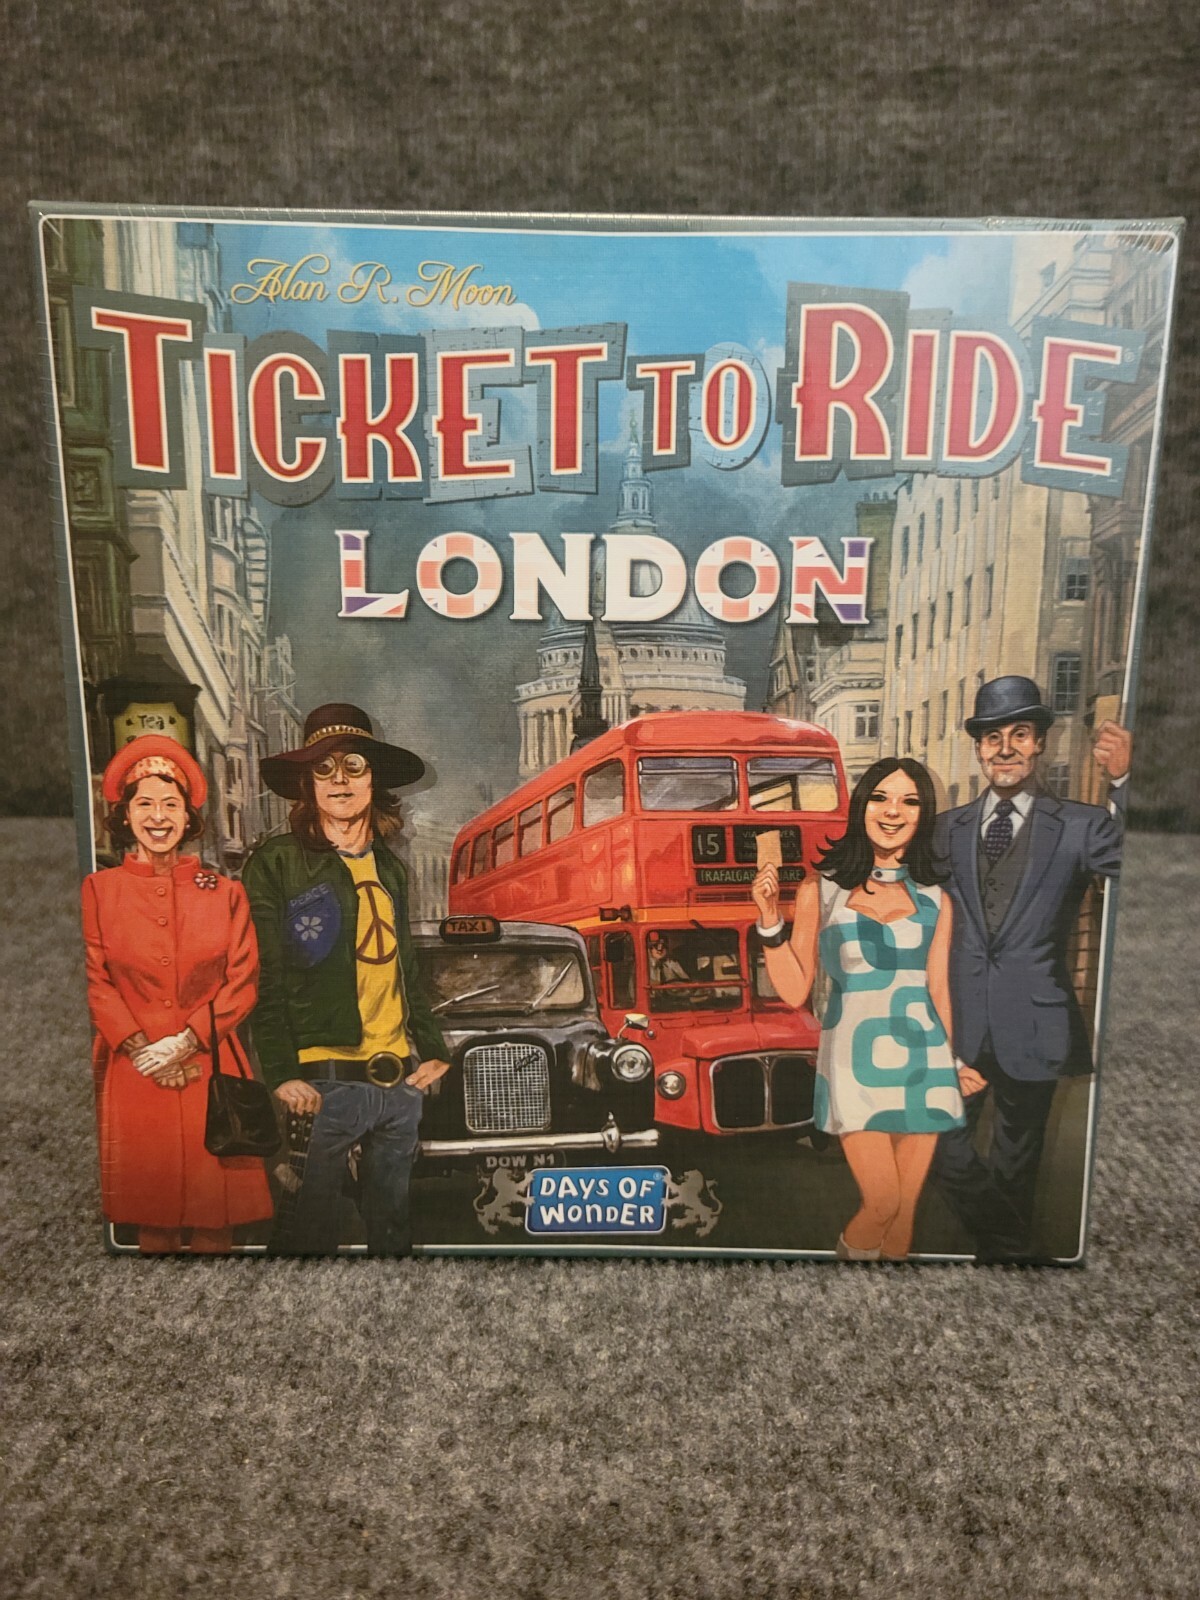 Alan R. Moon
TICKET TO RIDE
LONDON
Tea
PEACE
TAXI
15
TRAFALGAR SQUARE
DOW N1
DAYS OF
WONDER